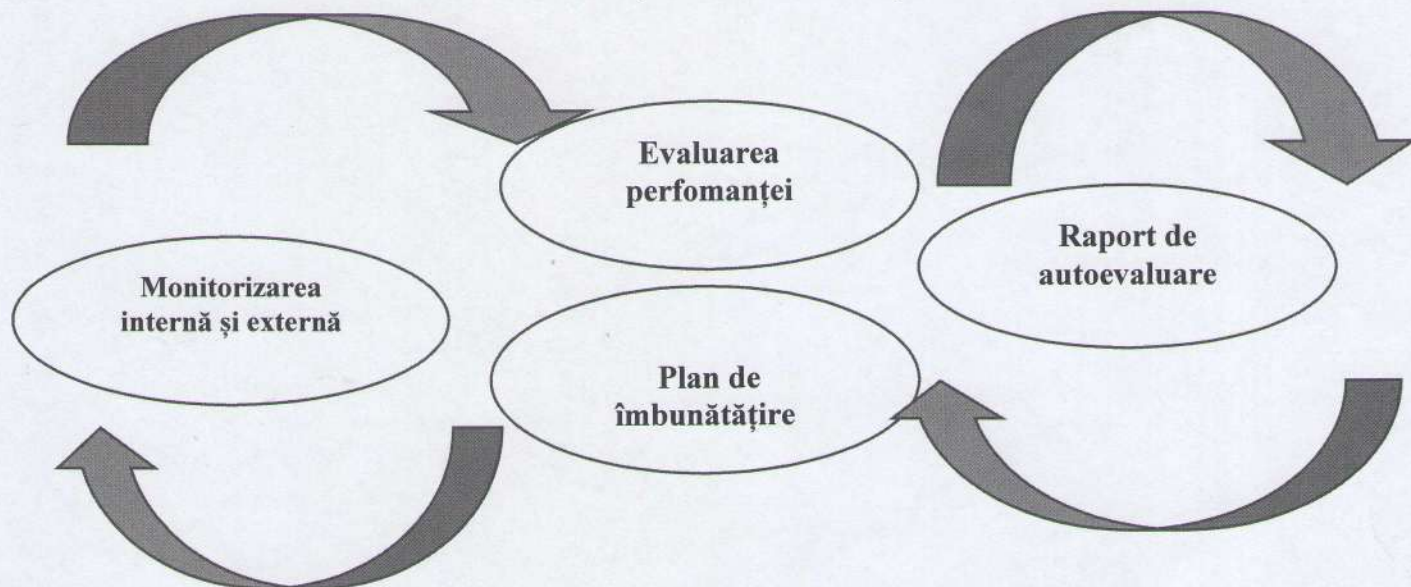 Evaluarea
perfomanței
Raport de
autoevaluare
Monitorizarea
internă și externă
Plan de
îmbunătățire